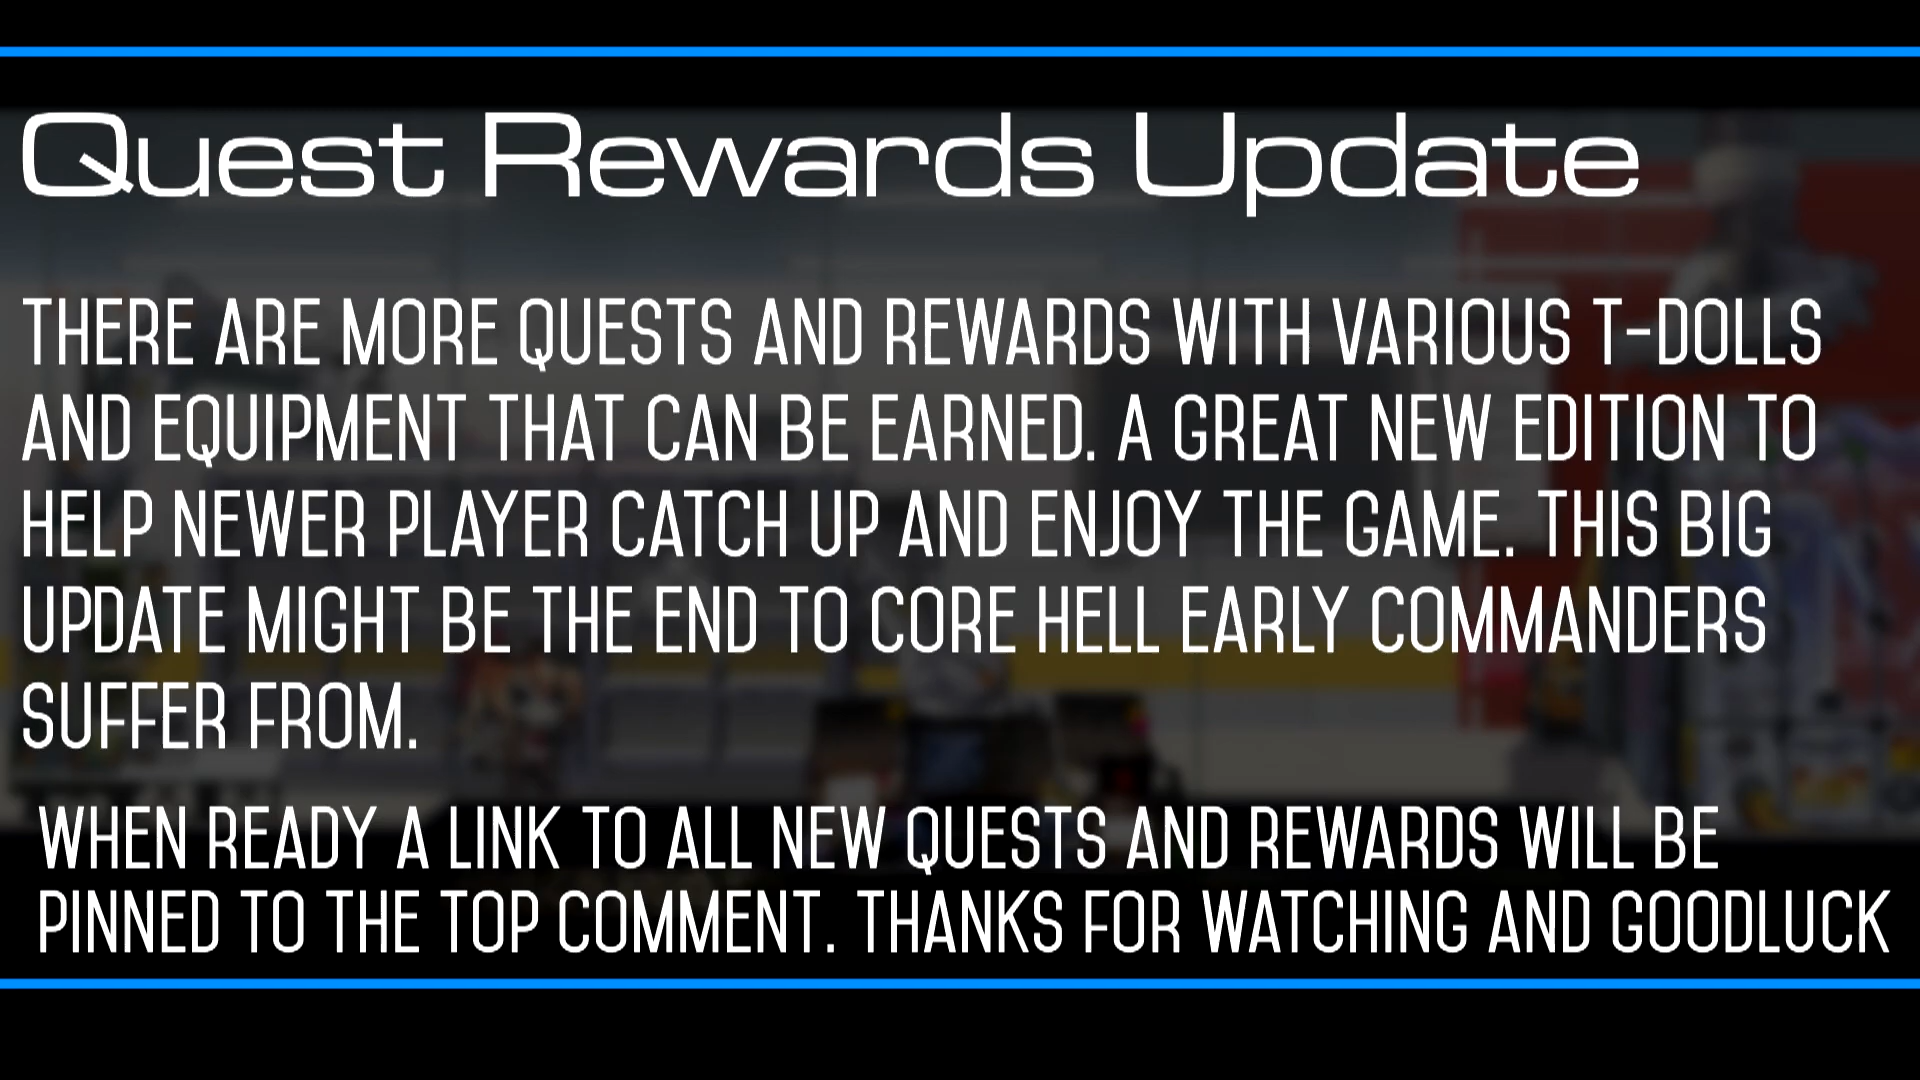 Quest Rewards Update
THERE ARE MORE QUESTS AND REWARDS WITH VARIOUS T-DOLLS
AND EQUIPMENT THAT CAN BE EARNED. A GREAT NEW EDITION TO
HELP NEWER PLAYER CATCH UP AND ENJOY THE GAME. THIS BIG
UPDATE MIGHT BE THE END TO CORE HELL EARLY COMMANDERS
SUFFER FROM.
WHEN READY A LINK TO ALL NEW QUESTS AND REWARDS WILL BE
PINNED TO THE TOP COMMENT. THANKS FOR WATCHING AND GOODLUCK